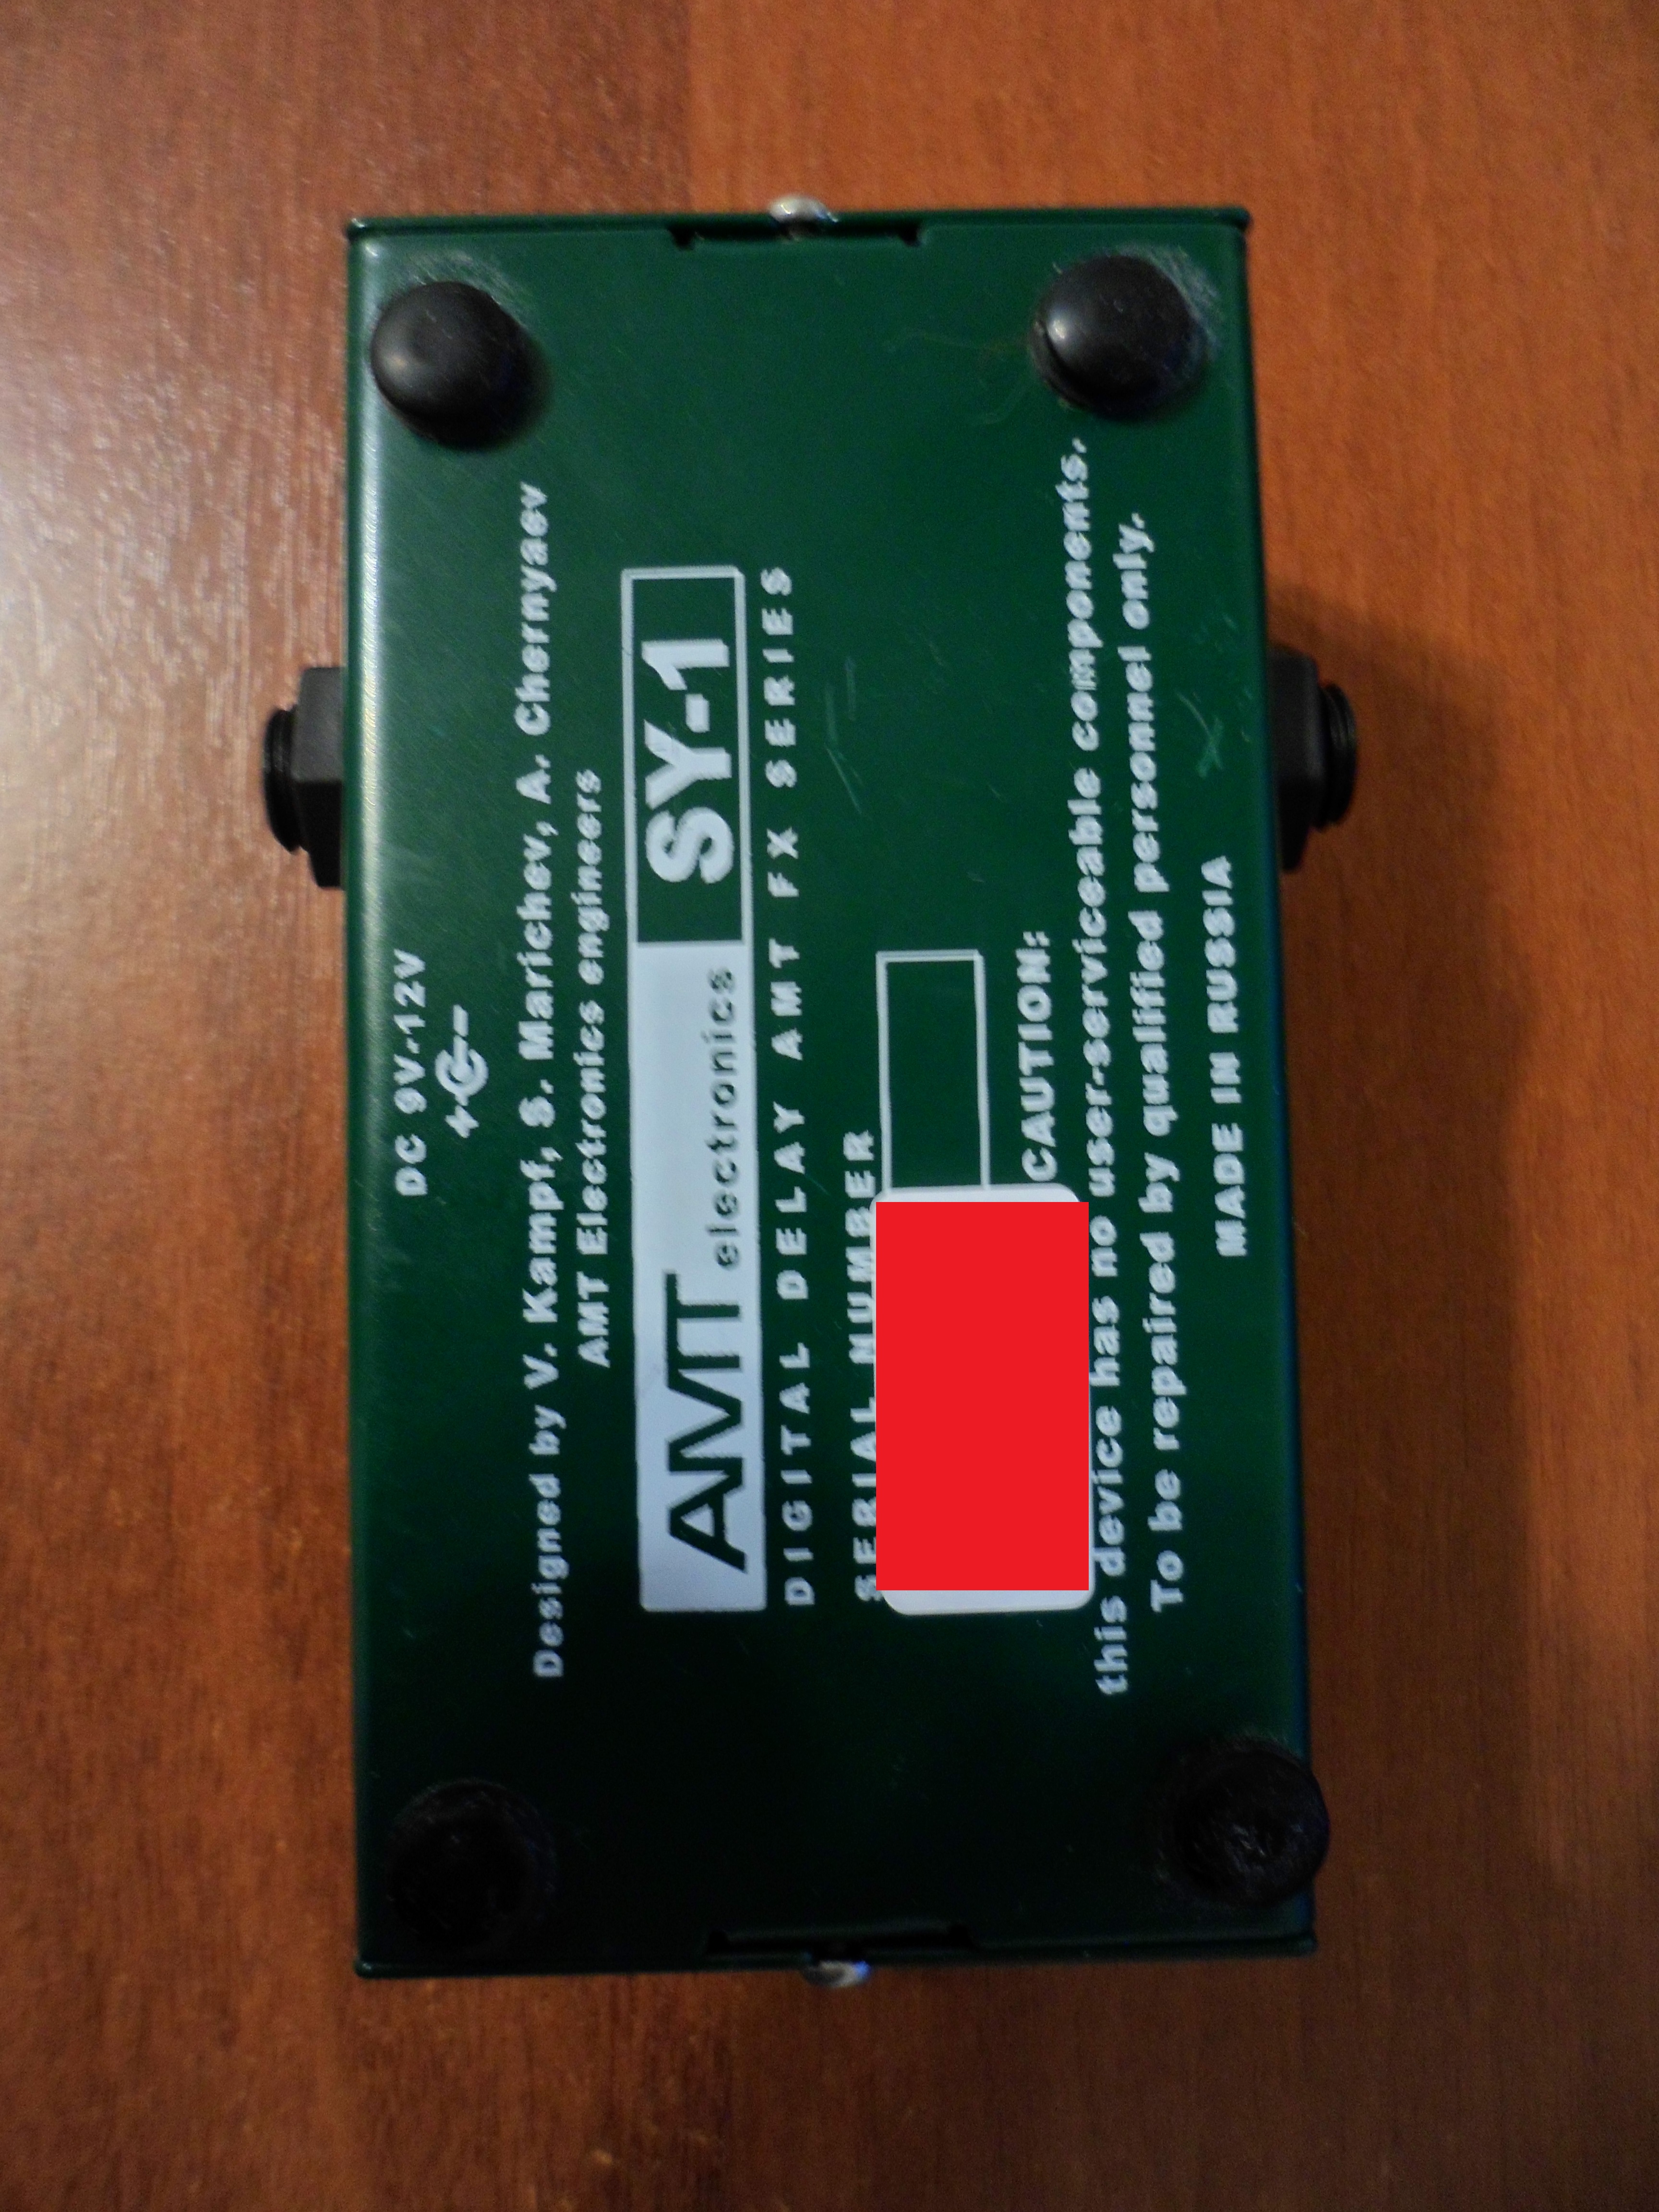 DC 9V-12V
+ -
Designed by V. Kampf, S. Marichev, A. Chernyaev
AMT Electronics engineers
AMT electronics SY-1
DIGITAL DELAY AMT FX SERIES
SERIAL NUMBER
CAUTION:
this device has no user-serviceable components.
To be repaired by qualified personnel only.
MADE IN RUSSIA